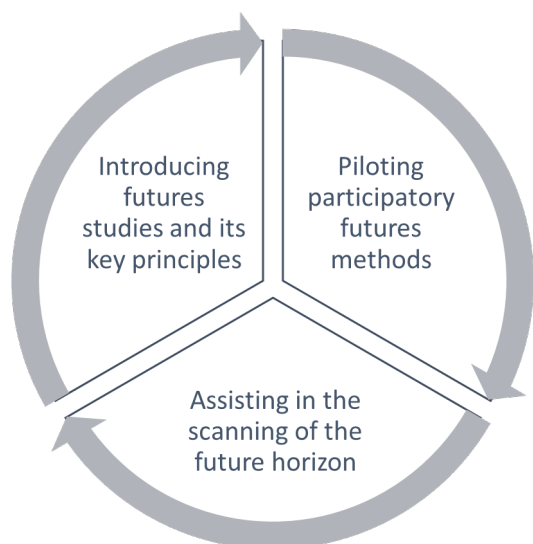 Introducing
futures
studies and its
key principles
Piloting
participatory
futures
methods
Assisting in the
scanning of the
future horizon